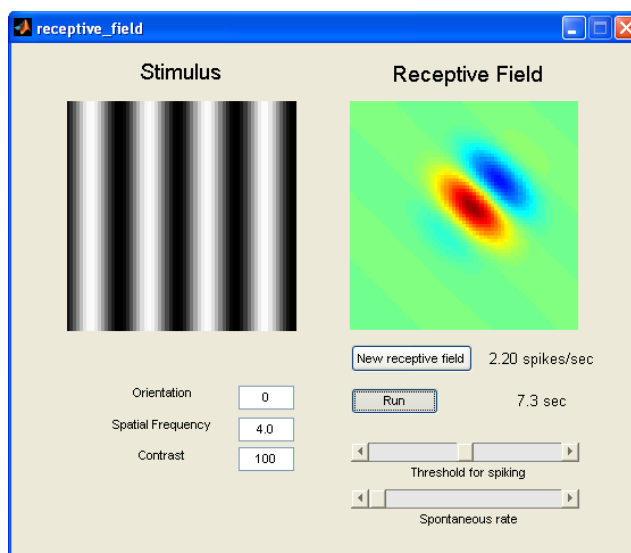 receptive_field
Stimulus
Receptive Field
New receptive field 2.20 spikes/sec
Orientation 0
Run 7.3 sec
Spatial Frequency 4.0
Contrast 100
Threshold for spiking
Spontaneous rate